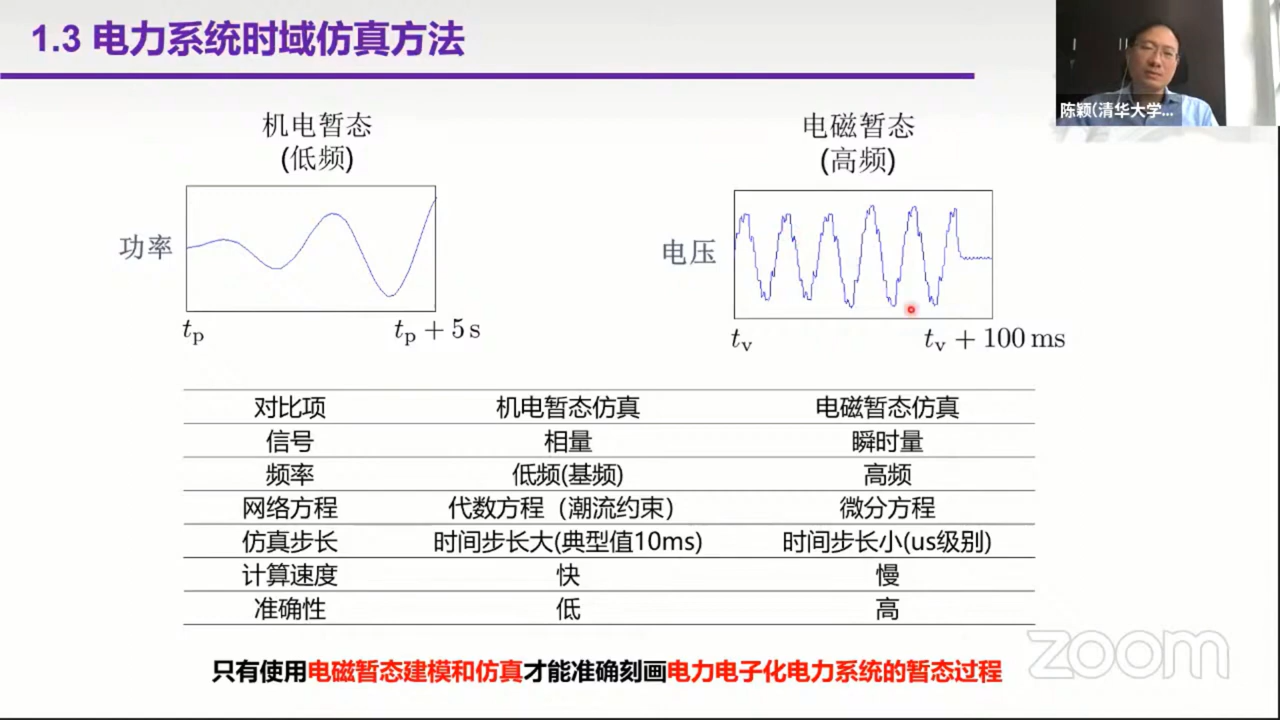 1.3 电力系统时域仿真方法
陈颖(清华大学...
机电暂态
(低频)
功率
tp
tp + 5 s
电磁暂态
(高频)
电压
tv
tv + 100 ms
对比项 机电暂态仿真 电磁暂态仿真
信号 相量 瞬时量
频率 低频(基频) 高频
网络方程 代数方程（潮流约束） 微分方程
仿真步长 时间步长大(典型值10ms) 时间步长小(us级别)
计算速度 快 慢
准确性 低 高
只有使用电磁暂态建模和仿真才能准确刻画电力电子化电力系统的暂态过程
zoom